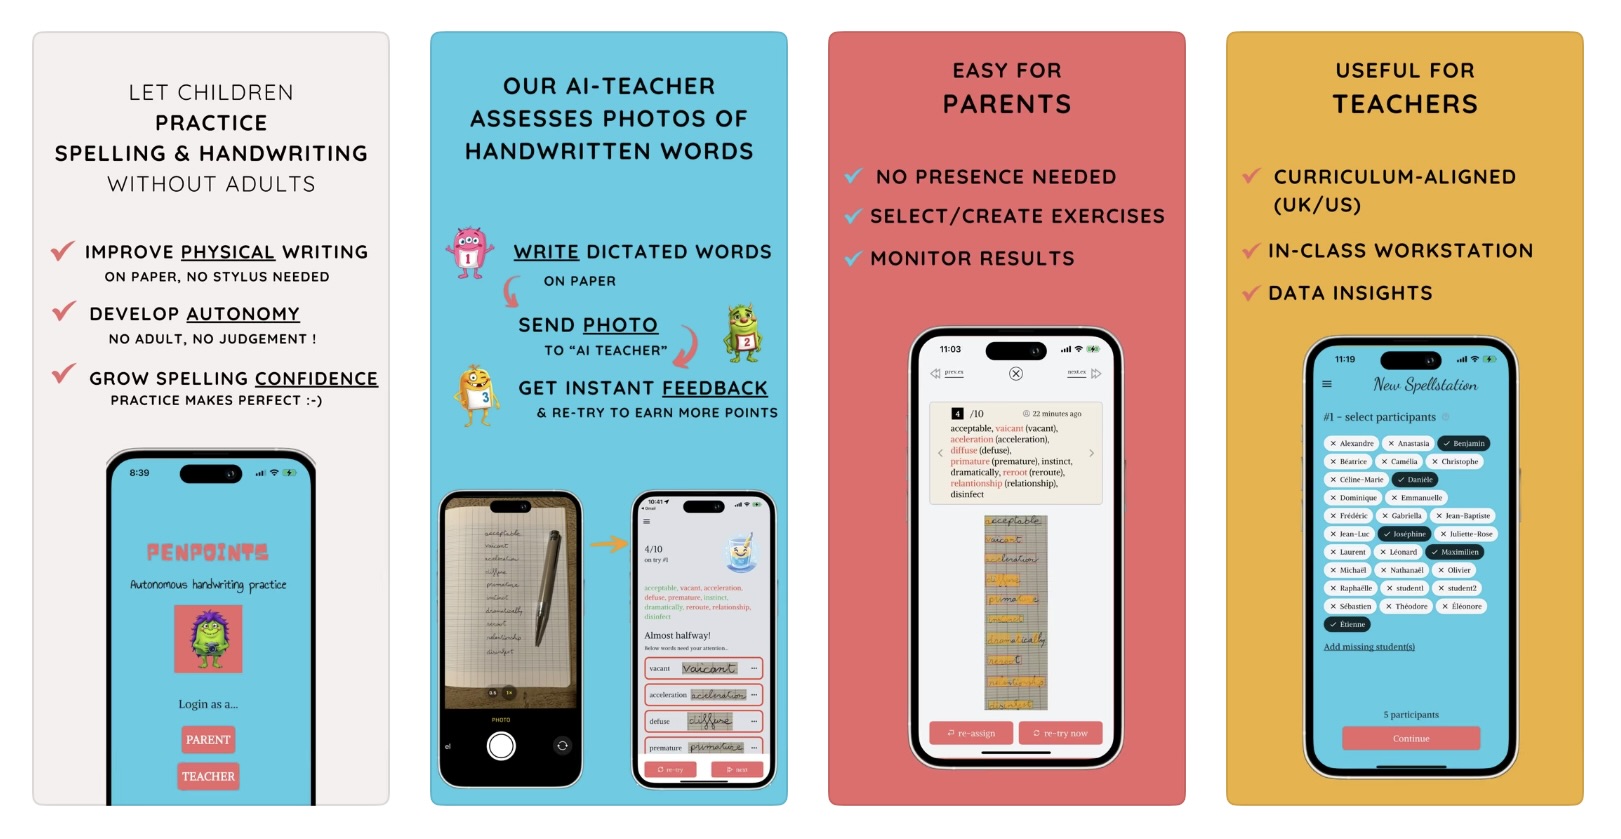 LET CHILDREN
PRACTICE
SPELLING & HANDWRITING
WITHOUT ADULTS
IMPROVE PHYSICAL WRITING
ON PAPER, NO STYLUS NEEDED
DEVELOP AUTONOMY
NO ADULT, NO JUDGEMENT !
GROW SPELLING CONFIDENCE
PRACTICE MAKES PERFECT :-)
8:39
PENPOINTS
Autonomous handwriting practice
Login as a...
PARENT
TEACHER
OUR AI-TEACHER
ASSESSES PHOTOS OF
HANDWRITTEN WORDS
1
WRITE DICTATED WORDS
ON PAPER
SEND PHOTO
TO “AI TEACHER”
2
3
GET INSTANT FEEDBACK
& RE-TRY TO EARN MORE POINTS
acceptable
vaicant
aceleration
diffuse
primature
instinct
dramatically
reroot
relantionship
disinfect
PHOTO
10:41
4/10
on try #1
acceptable, vacant, acceleration,
defuse, premature, instinct,
dramatically, reroute, relationship,
disinfect
Almost halfway!
Below words need your attention...
vacant vaicant ...
acceleration aceleration ...
defuse diffuse ...
premature primature ...
re-try
next
EASY FOR
PARENTS
NO PRESENCE NEEDED
SELECT/CREATE EXERCISES
MONITOR RESULTS
11:03
prev.ex
next.ex
4 /10 22 minutes ago
acceptable, vaicant (vacant),
aceleration (acceleration),
diffuse (defuse),
primature (premature), instinct,
dramatically, reroot (reroute),
relantionship (relationship),
disinfect
acceptable
vaicant
aceleration
primature
dramatically
re-assign
re-try now
USEFUL FOR
TEACHERS
CURRICULUM-ALIGNED
(UK/US)
IN-CLASS WORKSTATION
DATA INSIGHTS
11:19
New Spellstation
#1 - select participants
Alexandre Anastasia Benjamin
Béatrice Camélia Christophe
Céline-Marie Danièle
Dominique Emmanuelle
Frédéric Gabriella Jean-Baptiste
Jean-Luc Joséphine Juliette-Rose
Laurent Léonard Maximilien
Michaël Nathanaël Olivier
Raphaëlle student1 student2
Sébastien Théodore Éléonore
Étienne
Add missing student(s)
5 participants
Continue